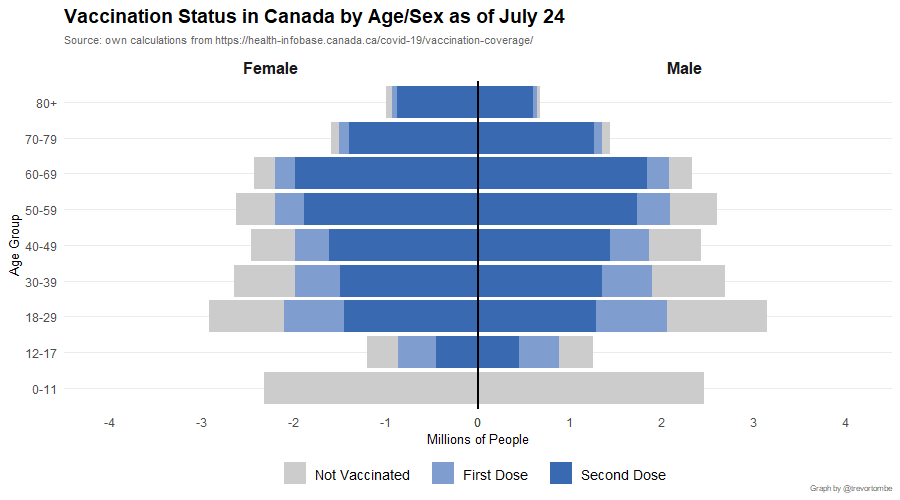 Vaccination Status in Canada by Age/Sex as of July 24
Source: own calculations from https://health-infobase.canada.ca/covid-19/vaccination-coverage/
Female Male
80+
70-79
60-69
50-59
40-49
30-39
18-29
12-17
0-11
Age Group
-4 -3 -2 -1 0 1 2 3 4
Millions of People
Not Vaccinated First Dose Second Dose
Graph by @trevortombe